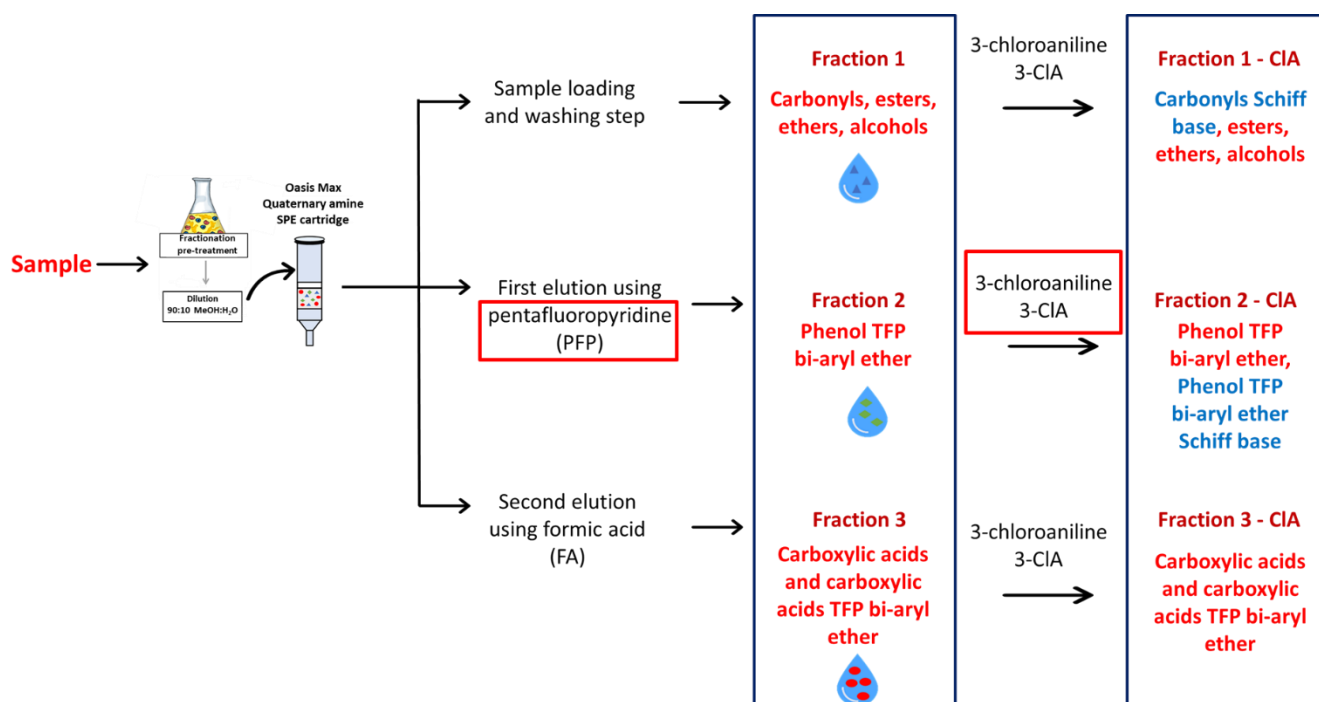 Sample
Fractionation
pre-treatment
Dilution
90:10 MeOH:H₂O
Oasis Max
Quaternary amine
SPE cartridge
Sample loading
and washing step
Fraction 1
Carbonyls, esters,
ethers, alcohols
3-chloroaniline
3-ClA
Fraction 1 - ClA
Carbonyls Schiff
base, esters,
ethers, alcohols
First elution using
pentafluoropyridine
(PFP)
Fraction 2
Phenol TFP
bi-aryl ether
3-chloroaniline
3-ClA
Fraction 2 - ClA
Phenol TFP
bi-aryl ether,
Phenol TFP
bi-aryl ether
Schiff base
Second elution
using formic acid
(FA)
Fraction 3
Carboxylic acids
and carboxylic
acids TFP bi-aryl
ether
3-chloroaniline
3-ClA
Fraction 3 - ClA
Carboxylic acids
and carboxylic
acids TFP bi-aryl
ether